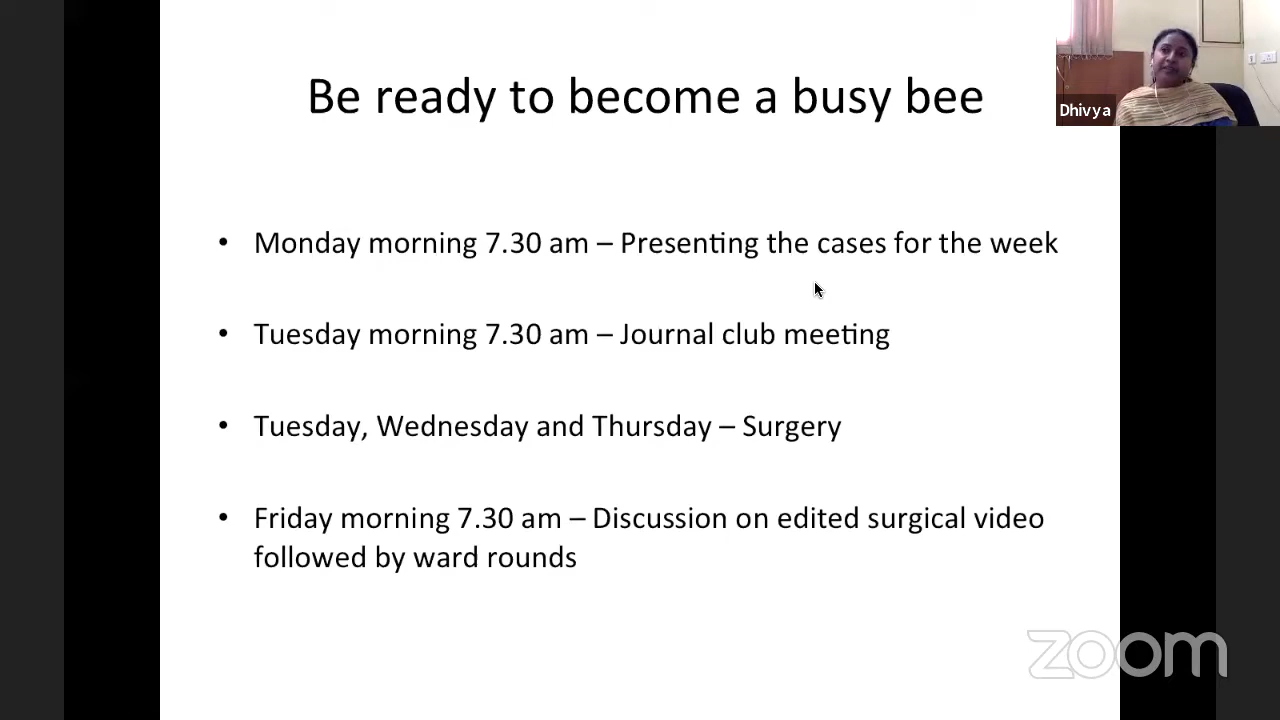 Be ready to become a busy bee
Dhivya
• Monday morning 7.30 am – Presenting the cases for the week
• Tuesday morning 7.30 am – Journal club meeting
• Tuesday, Wednesday and Thursday – Surgery
• Friday morning 7.30 am – Discussion on edited surgical video
followed by ward rounds
zoom